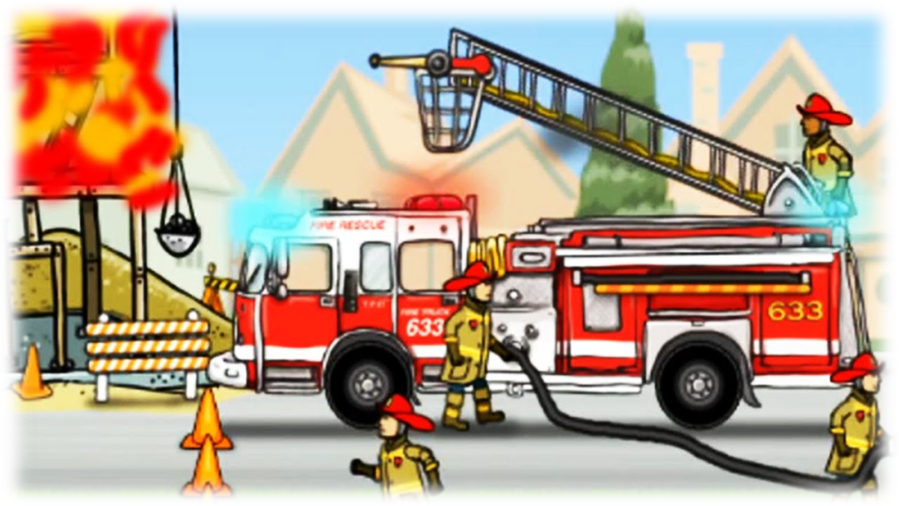 FIRE RESCUE
T.F.D
FIRE TRUCK
633
633